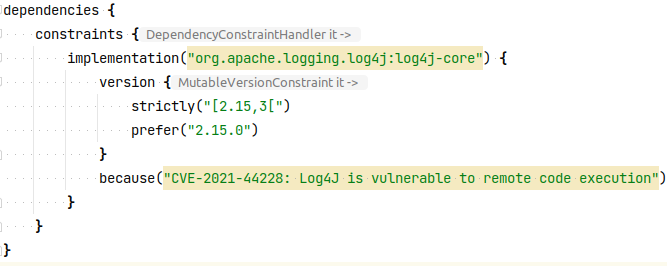 dependencies {
constraints { DependencyConstraintHandler it ->
implementation("org.apache.logging.log4j:log4j-core") {
version { MutableVersionConstraint it ->
strictly("[2.15,3[")
prefer("2.15.0")
}
because("CVE-2021-44228: Log4J is vulnerable to remote code execution")
}
}
}